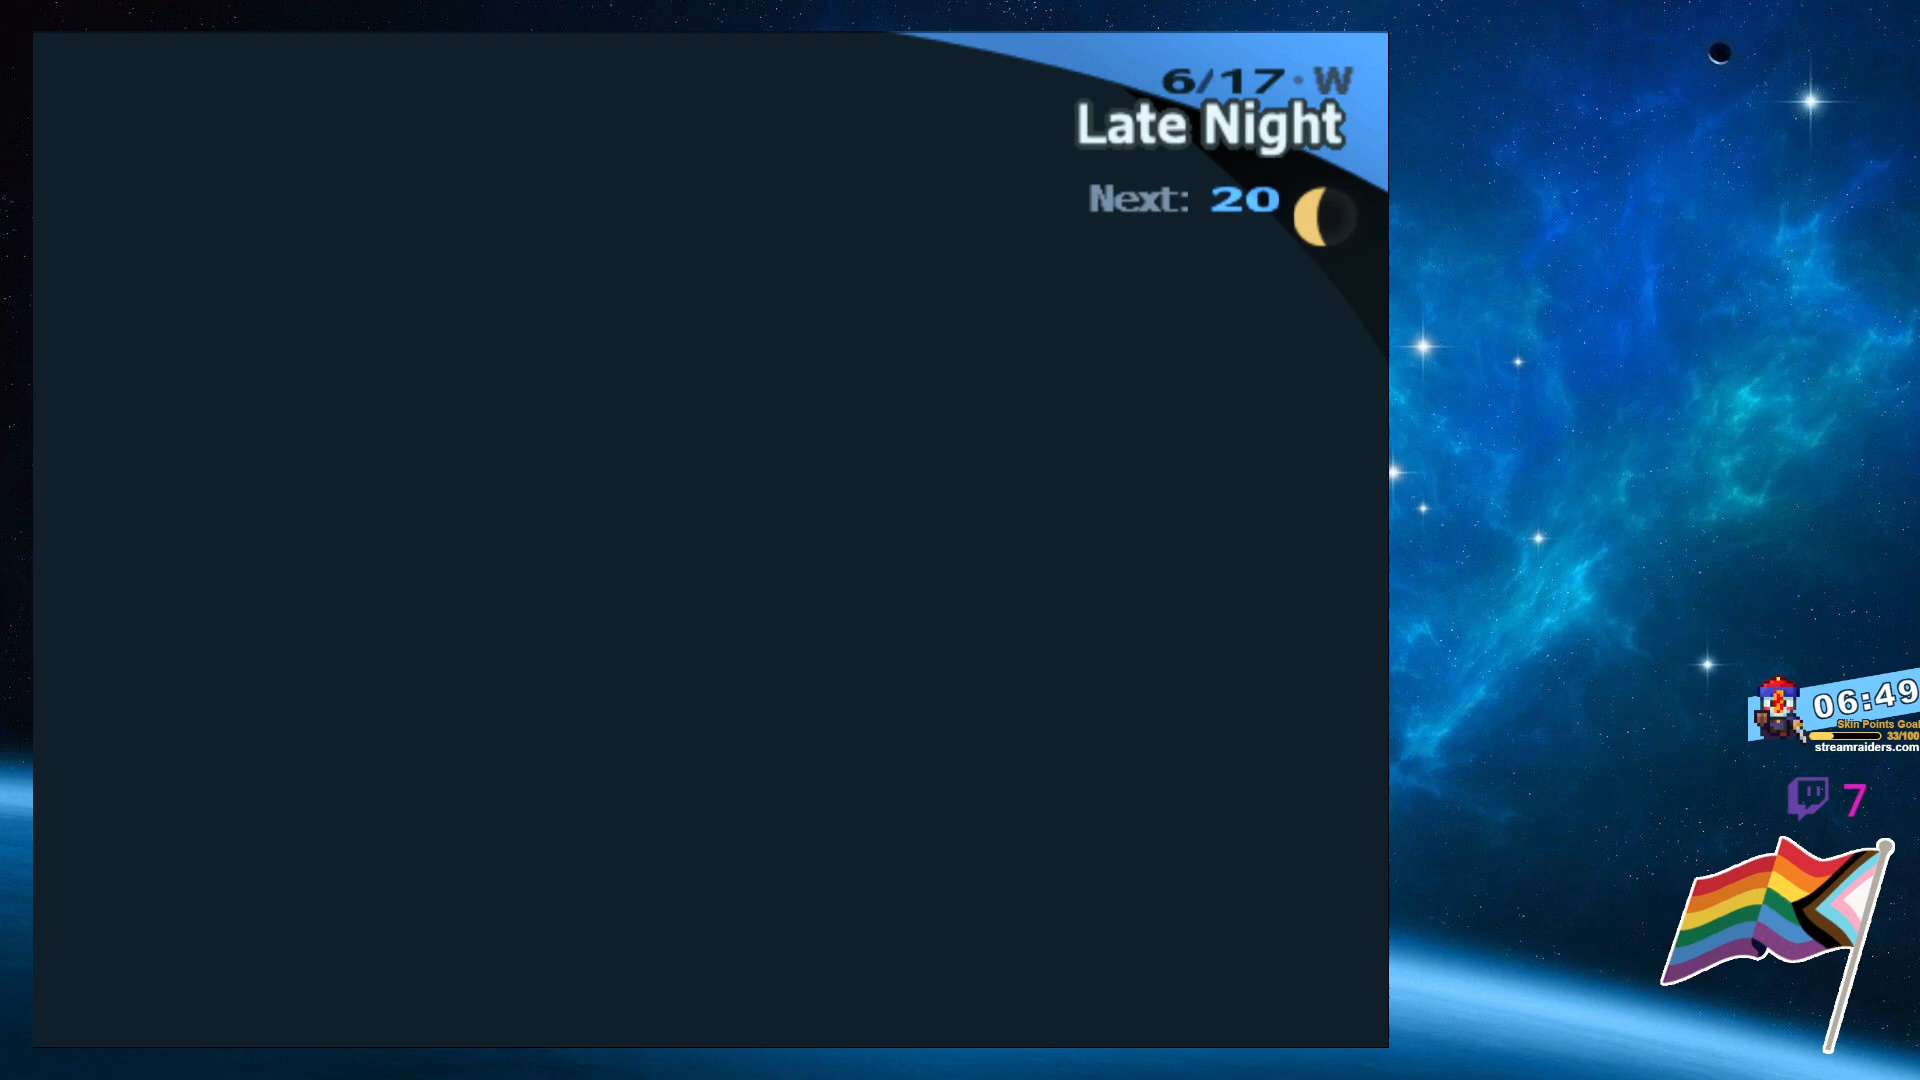 6/17·W
Late Night
Next: 20
06:49
Skin Points Goal
33/100
streamraiders.com
7